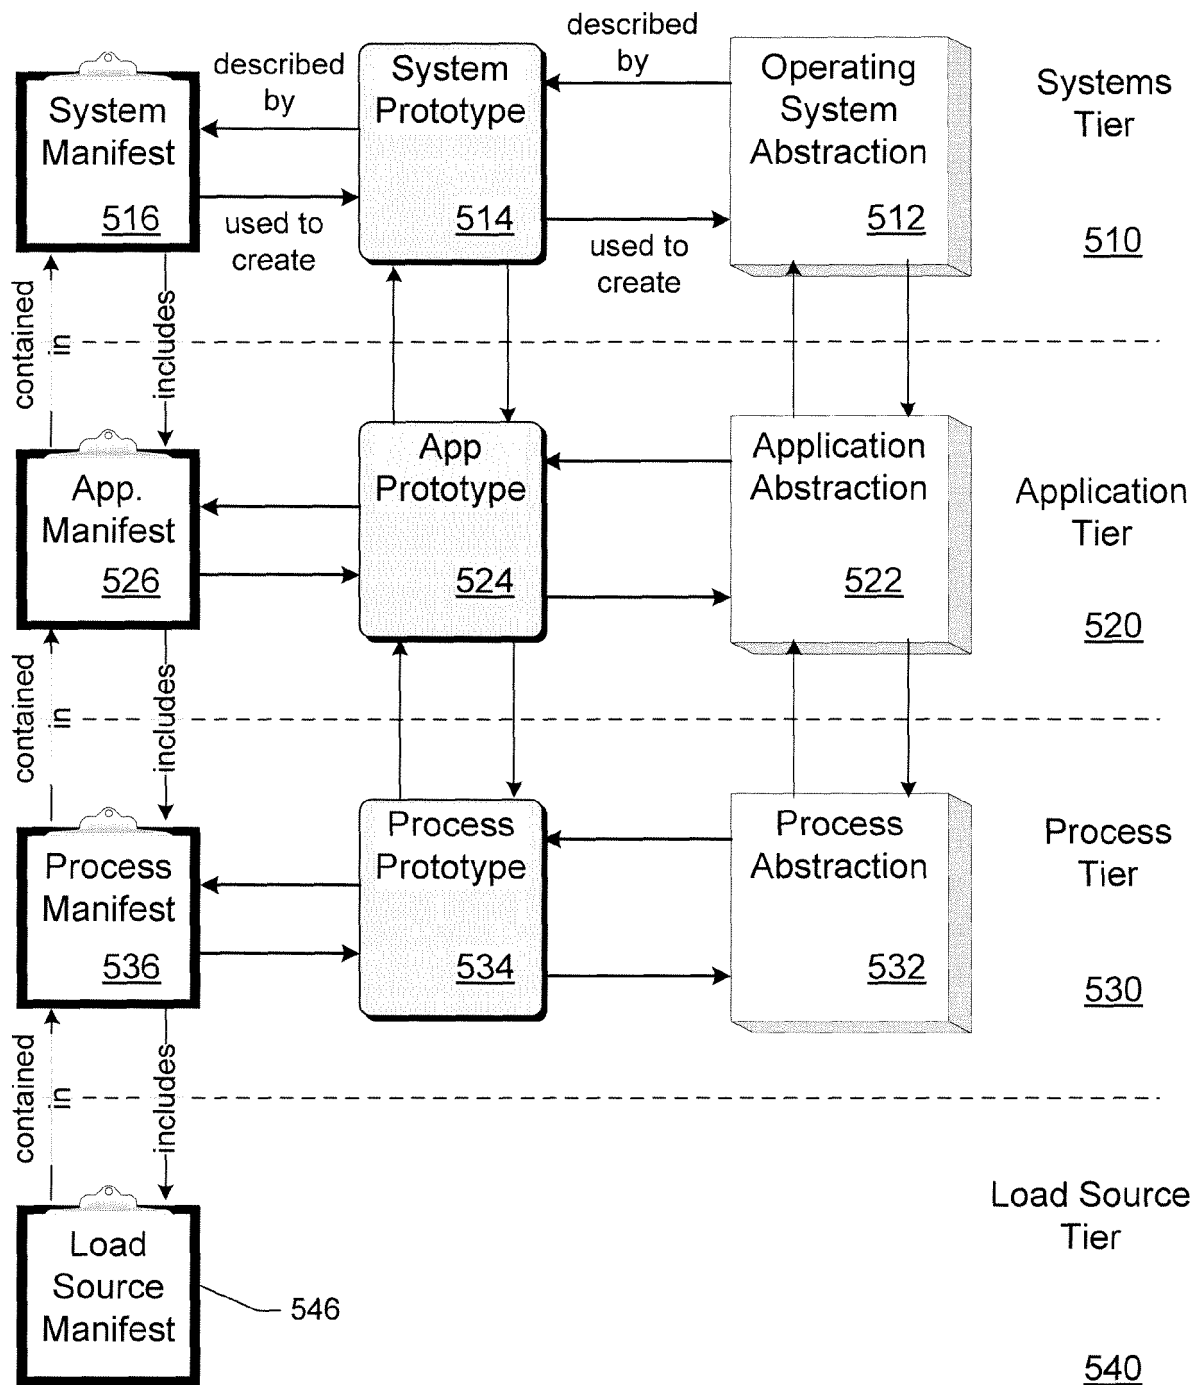 System
Manifest
516
described
by
used to
create
System
Prototype
514
described
by
used to
create
Operating
System
Abstraction
512
Systems
Tier
510
contained
in
includes
App.
Manifest
526
App
Prototype
524
Application
Abstraction
522
Application
Tier
520
contained
in
includes
Process
Manifest
536
Process
Prototype
534
Process
Abstraction
532
Process
Tier
530
contained
in
includes
Load
Source
Manifest
546
Load Source
Tier
540